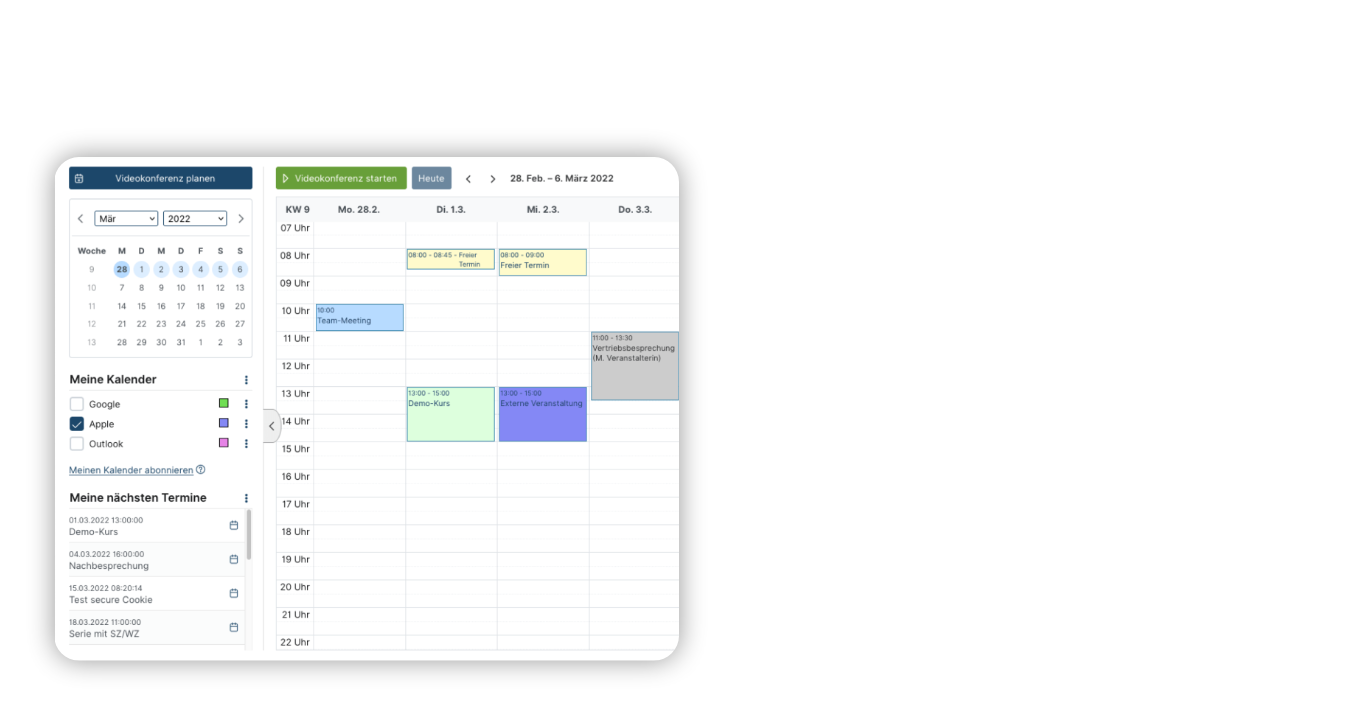 Videokonferenz planen
Mär 2022
Woche M D M D F S S
9 28 1 2 3 4 5 6
10 7 8 9 10 11 12 13
11 14 15 16 17 18 19 20
12 21 22 23 24 25 26 27
13 28 29 30 31 1 2 3
Meine Kalender
Google
Apple
Outlook
Meinen Kalender abonnieren
Meine nächsten Termine
01.03.2022 13:00:00
Demo-Kurs
04.03.2022 16:00:00
Nachbesprechung
15.03.2022 08:20:14
Test secure Cookie
18.03.2022 11:00:00
Serie mit SZ/WZ
Videokonferenz starten Heute 28. Feb. – 6. März 2022
KW 9 Mo. 28.2. Di. 1.3. Mi. 2.3. Do. 3.3.
07 Uhr
08 Uhr
08:00 - 08:45 - Freier
Termin
08:00 - 09:00
Freier Termin
09 Uhr
10 Uhr
10:00
Team-Meeting
11 Uhr
11:00 - 13:30
Vertriebsbesprechung
(M. Veranstalterin)
12 Uhr
13 Uhr
13:00 - 15:00
Demo-Kurs
13:00 - 15:00
Externe Veranstaltung
14 Uhr
15 Uhr
16 Uhr
17 Uhr
18 Uhr
19 Uhr
20 Uhr
21 Uhr
22 Uhr